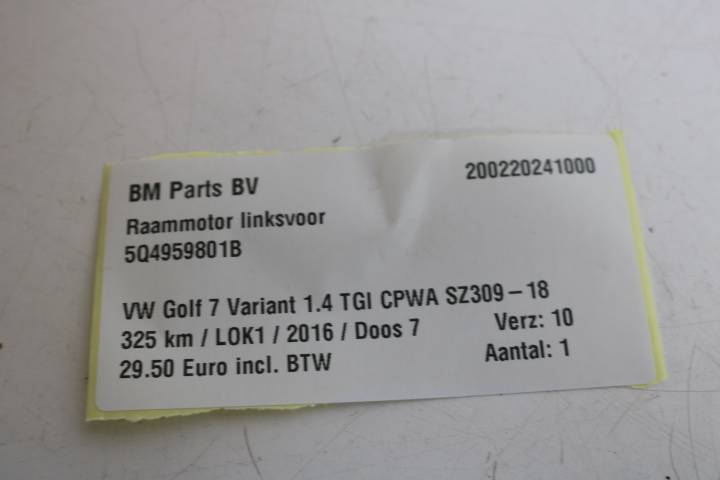 BM Parts BV
200220241000
Raammotor linksvoor
5Q4959801B
VW Golf 7 Variant 1.4 TGI CPWA SZ309-18
325 km / LOK1 / 2016 / Doos 7
Verz: 10
29.50 Euro incl. BTW
Aantal: 1